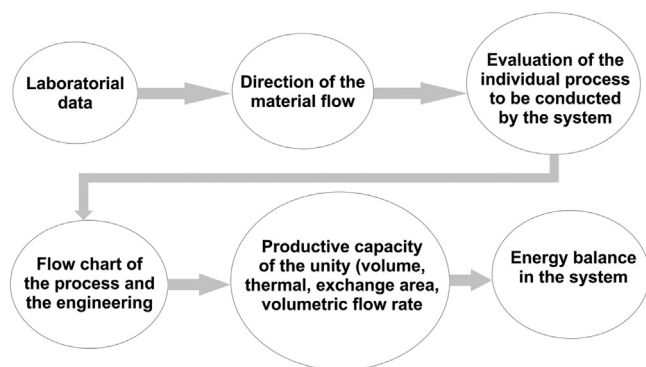 Laboratorial
data
Direction of the
material flow
Evaluation of the
individual process
to be conducted
by the system
Flow chart of
the process and
the engineering
Productive capacity
of the unity (volume,
thermal, exchange area,
volumetric flow rate
Energy balance
in the system